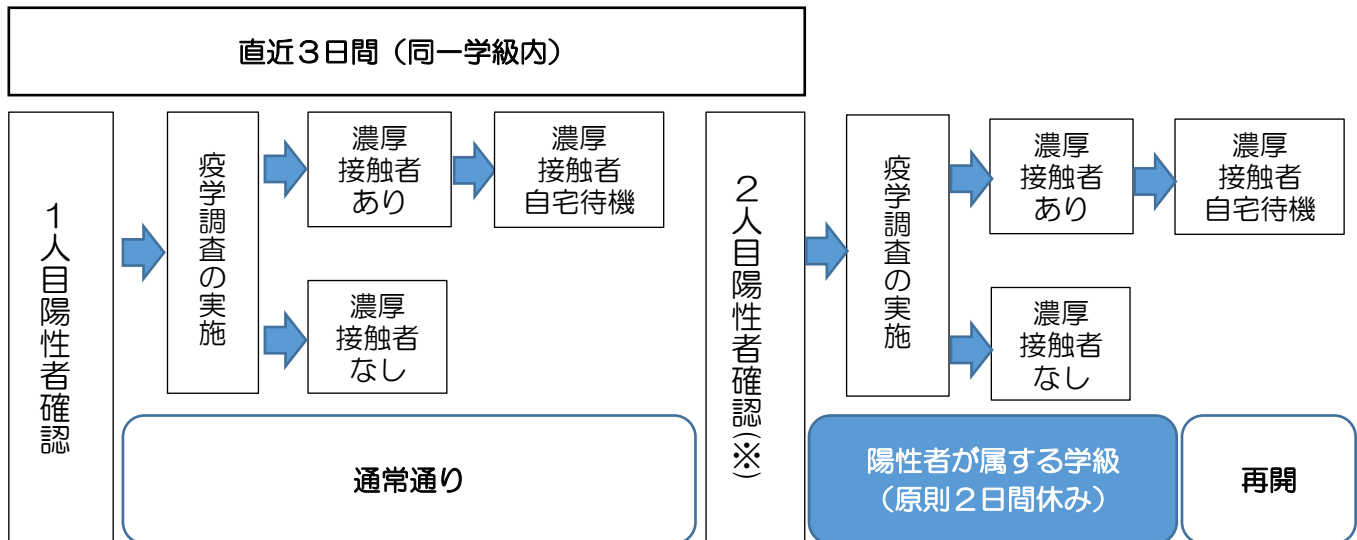 直近３日間（同一学級内）
１人目陽性者確認
疫学調査の実施
濃厚
接触者
あり
濃厚
接触者
自宅待機
濃厚
接触者
なし
通常通り
２人目陽性者確認(※)
疫学調査の実施
濃厚
接触者
あり
濃厚
接触者
自宅待機
濃厚
接触者
なし
陽性者が属する学級
（原則２日間休み）
再開